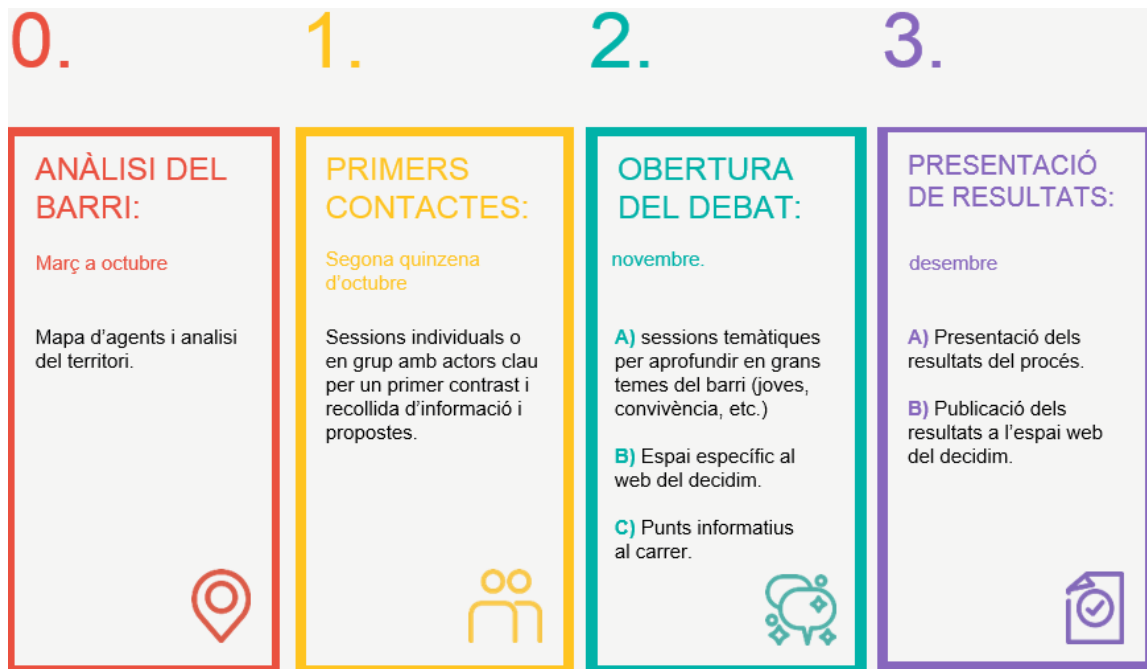 0.
ANÀLISI DEL
BARRI:
Març a octubre
Mapa d'agents i analisi
del territori.
1.
PRIMERS
CONTACTES:
Segona quinzena
d'octubre
Sessions individuals o
en grup amb actors clau
per un primer contrast i
recollida d'informació i
propostes.
2.
OBERTURA
DEL DEBAT:
novembre.
A) sessions temàtiques
per aprofundir en grans
temes del barri (joves,
convivència, etc.)
B) Espai específic al
web del decidim.
C) Punts informatius
al carrer.
3.
PRESENTACIÓ
DE RESULTATS:
desembre
A) Presentació dels
resultats del procés.
B) Publicació dels
resultats a l'espai web
del decidim.